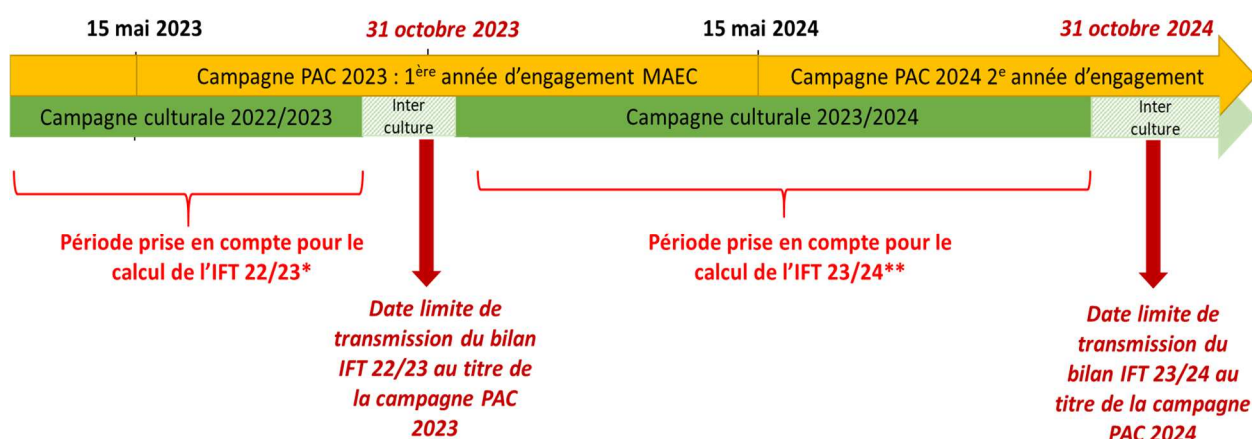 15 mai 2023
31 octobre 2023
15 mai 2024
31 octobre 2024
Campagne PAC 2023 : 1ère année d’engagement MAEC
Campagne PAC 2024 2e année d’engagement
Campagne culturale 2022/2023
Inter
culture
Campagne culturale 2023/2024
Inter
culture
Période prise en compte pour le
calcul de l’IFT 22/23*
Période prise en compte pour le
calcul de l’IFT 23/24**
Date limite de
transmission du bilan
IFT 22/23 au titre de
la campagne PAC
2023
Date limite de
transmission du
bilan IFT 23/24 au
titre de la campagne
PAC 2024